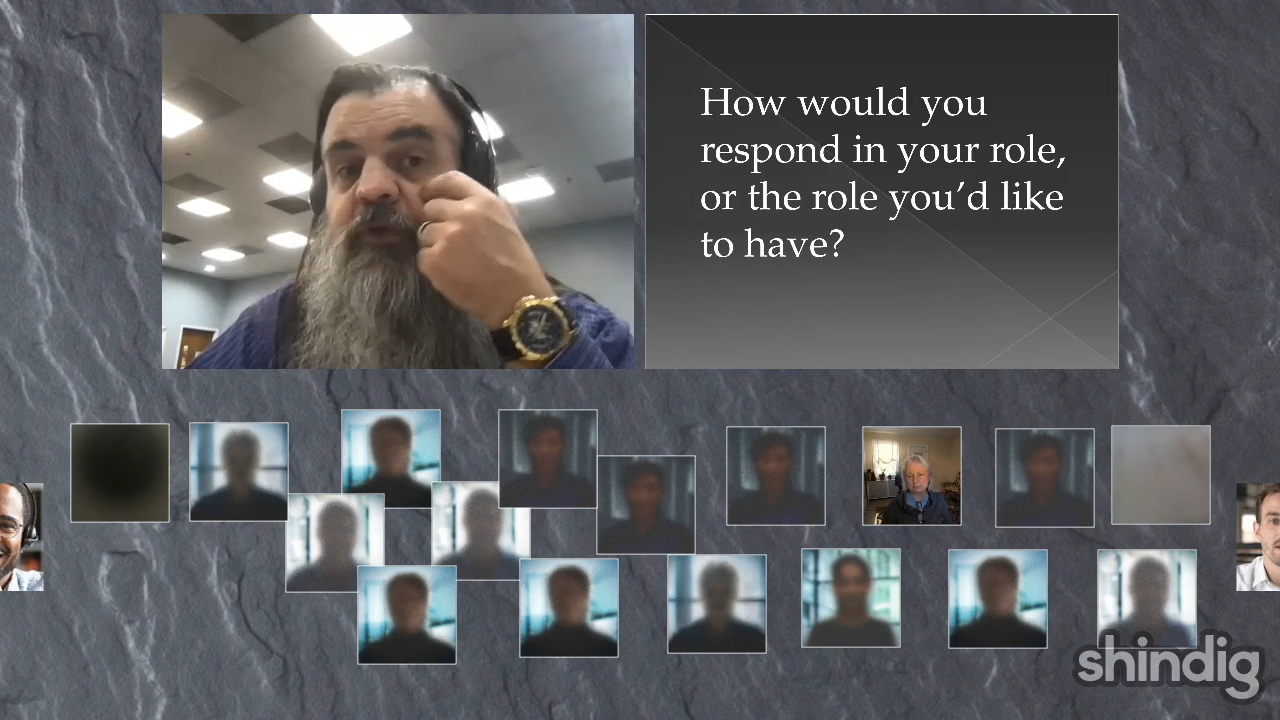 How would you
respond in your role,
or the role you’d like
to have?
shindig